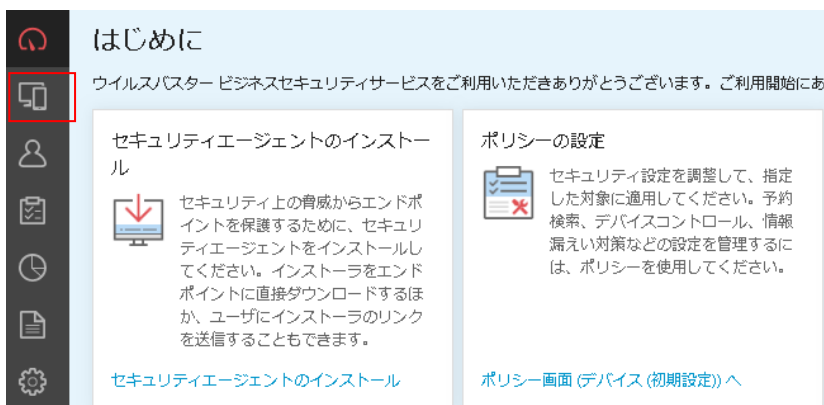 はじめに
ウイルスバスター ビジネスセキュリティサービスをご利用いただきありがとうございます。ご利用開始にあ
セキュリティエージェントのインストー
ル
セキュリティ上の脅威からエンドポ
イントを保護するために、セキュリ
ティエージェントをインストールし
てください。インストーラをエンド
ポイントに直接ダウンロードするほ
か、ユーザにインストーラのリンク
を送信することもできます。
セキュリティエージェントのインストール
ポリシーの設定
セキュリティ設定を調整して、指定
した対象に適用してください。予約
検索、デバイスコントロール、情報
漏えい対策などの設定を管理するに
は、ポリシーを使用してください。
ポリシー画面 (デバイス (初期設定)) へ